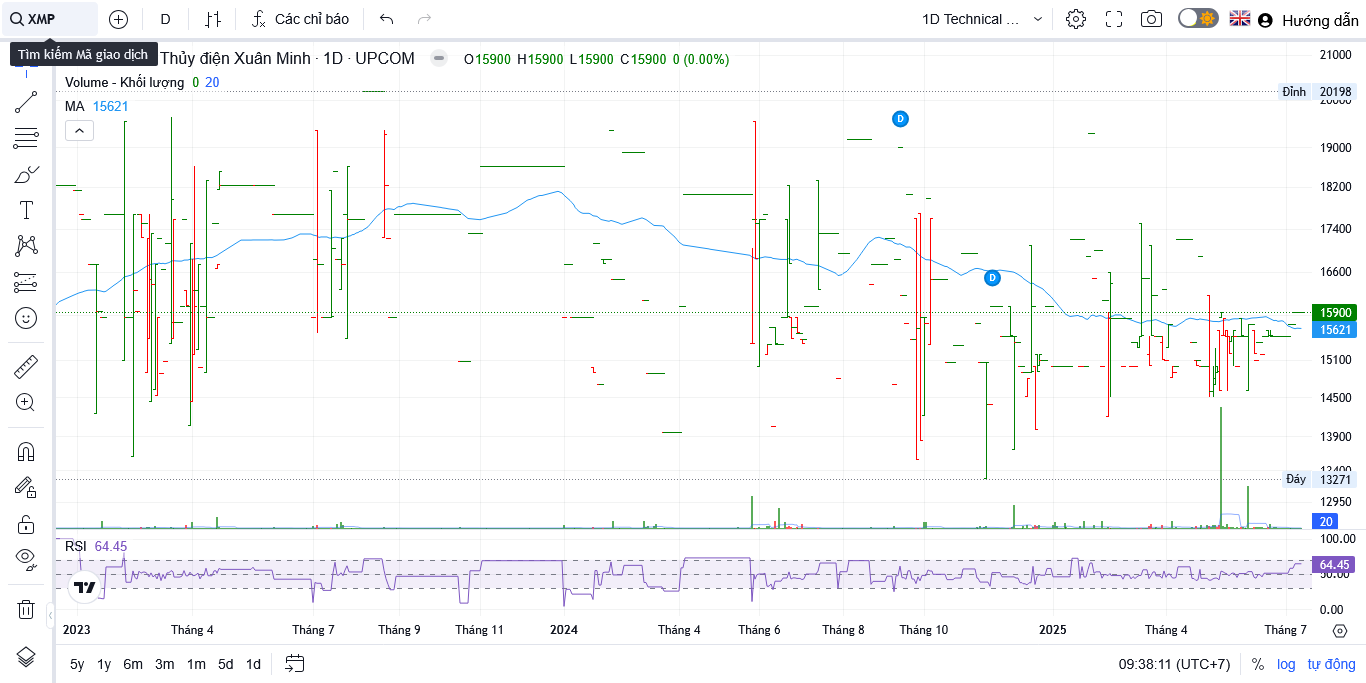 XMP D Các chỉ báo 1D Technical ... Hướng dẫn
Tìm kiếm Mã giao dịch
Thủy điện Xuân Minh · 1D · UPCOM O15900 H15900 L15900 C15900 0 (0.00%)
Volume - Khối lượng 0 20
MA 15621
21000
Đỉnh 20198
20000
D
19000
18200
17400
16600
D
15900
15621
15100
14500
13900
13400
Đáy 13271
12950
20
RSI 64.45
100.00
64.45
50.00
0.00
2023 Tháng 4 Tháng 7 Tháng 9 Tháng 11 2024 Tháng 4 Tháng 6 Tháng 8 Tháng 10 2025 Tháng 4 Tháng 7
5y 1y 6m 3m 1m 5d 1d 09:38:11 (UTC+7) % log tự động